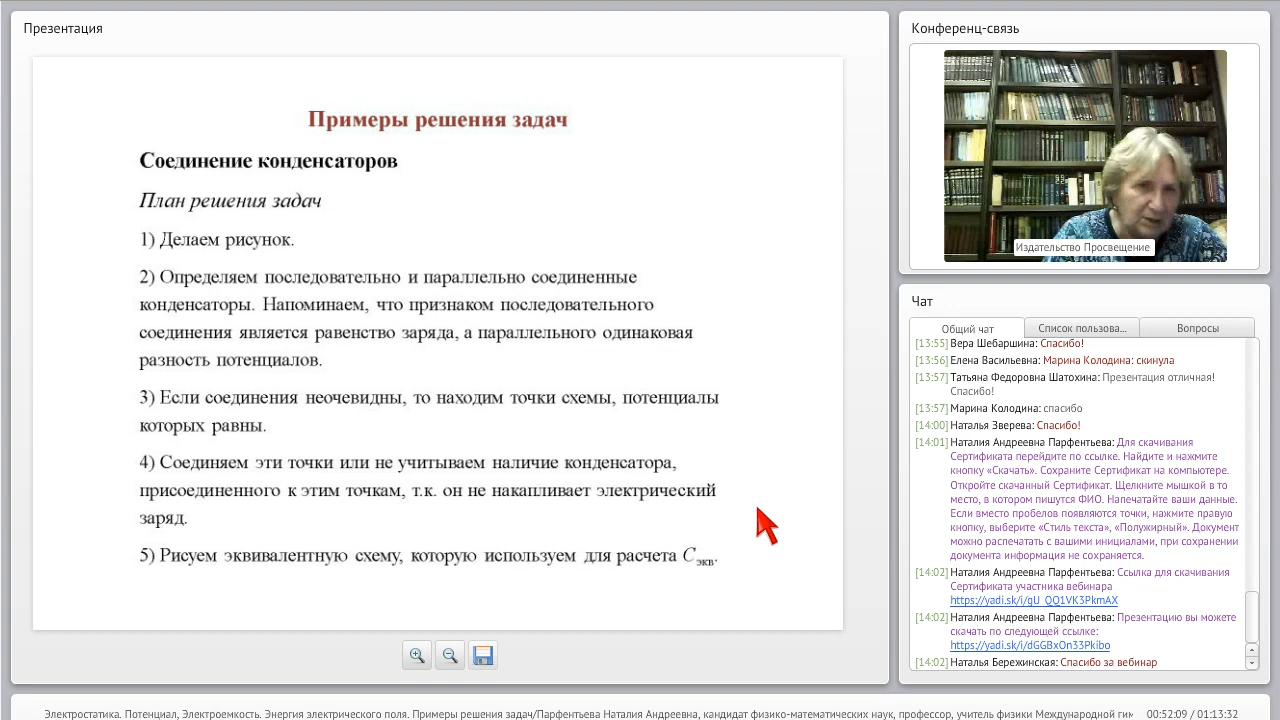 Презентация
Примеры решения задач
Соединение конденсаторов
План решения задач
1) Делаем рисунок.
2) Определяем последовательно и параллельно соединенные
конденсаторы. Напоминаем, что признаком последовательного
соединения является равенство заряда, а параллельного одинаковая
разность потенциалов.
3) Если соединения неочевидны, то находим точки схемы, потенциалы
которых равны.
4) Соединяем эти точки или не учитываем наличие конденсатора,
присоединенного к этим точкам, т.к. он не накапливает электрический
заряд.
5) Рисуем эквивалентную схему, которую используем для расчета Cэкв.
Конференц-связь
Издательство Просвещение
Чат
Общий чат
Список пользова...
Вопросы
[13:55] Вера Шебаршина: Спасибо!
[13:56] Елена Васильевна: Марина Колодина: скинула
[13:57] Татьяна Федоровна Шатохина: Презентация отличная!
Спасибо!
[13:57] Марина Колодина: спасибо
[14:00] Наталья Зверева: Спасибо!
[14:01] Наталия Андреевна Парфентьева: Для скачивания
Сертификата перейдите по ссылке. Найдите и нажмите
кнопку «Скачать». Сохраните Сертификат на компьютере.
Откройте скачанный Сертификат. Щелкните мышкой в то
место, в котором пишутся ФИО. Напечатайте ваши данные.
Если вместо пробелов появляются точки, нажмите правую
кнопку, выберите «Стиль текста», «Полужирный». Документ
можно распечатать с вашими инициалами, при сохранении
документа информация не сохраняется.
[14:02] Наталия Андреевна Парфентьева: Ссылка для скачивания
Сертификата участника вебинара
https://yadi.sk/i/gU_QQ1VK3PkmAX
[14:02] Наталия Андреевна Парфентьева: Презентацию вы можете
скачать по следующей ссылке:
https://yadi.sk/i/dGGBxOn33Pkibo
[14:02] Наталья Бережинская: Спасибо за вебинар
Электростатика. Потенциал, Электроемкость. Энергия электрического поля. Примеры решения задач/Парфентьева Наталия Андреевна, кандидат физико-математических наук, профессор, учитель физики Международной гим
00:52:09 / 01:13:32